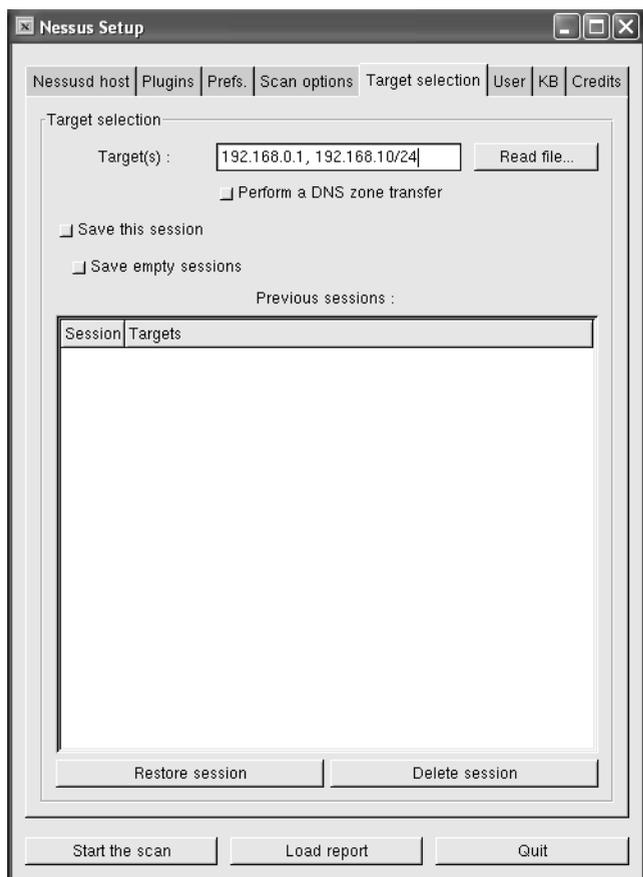 Nessus Setup
Nessusd host Plugins Prefs. Scan options Target selection User KB Credits
Target selection
Target(s) : 192.168.0.1, 192.168.10/24 Read file...
Perform a DNS zone transfer
Save this session
Save empty sessions
Previous sessions :
Session Targets
Restore session Delete session
Start the scan Load report Quit